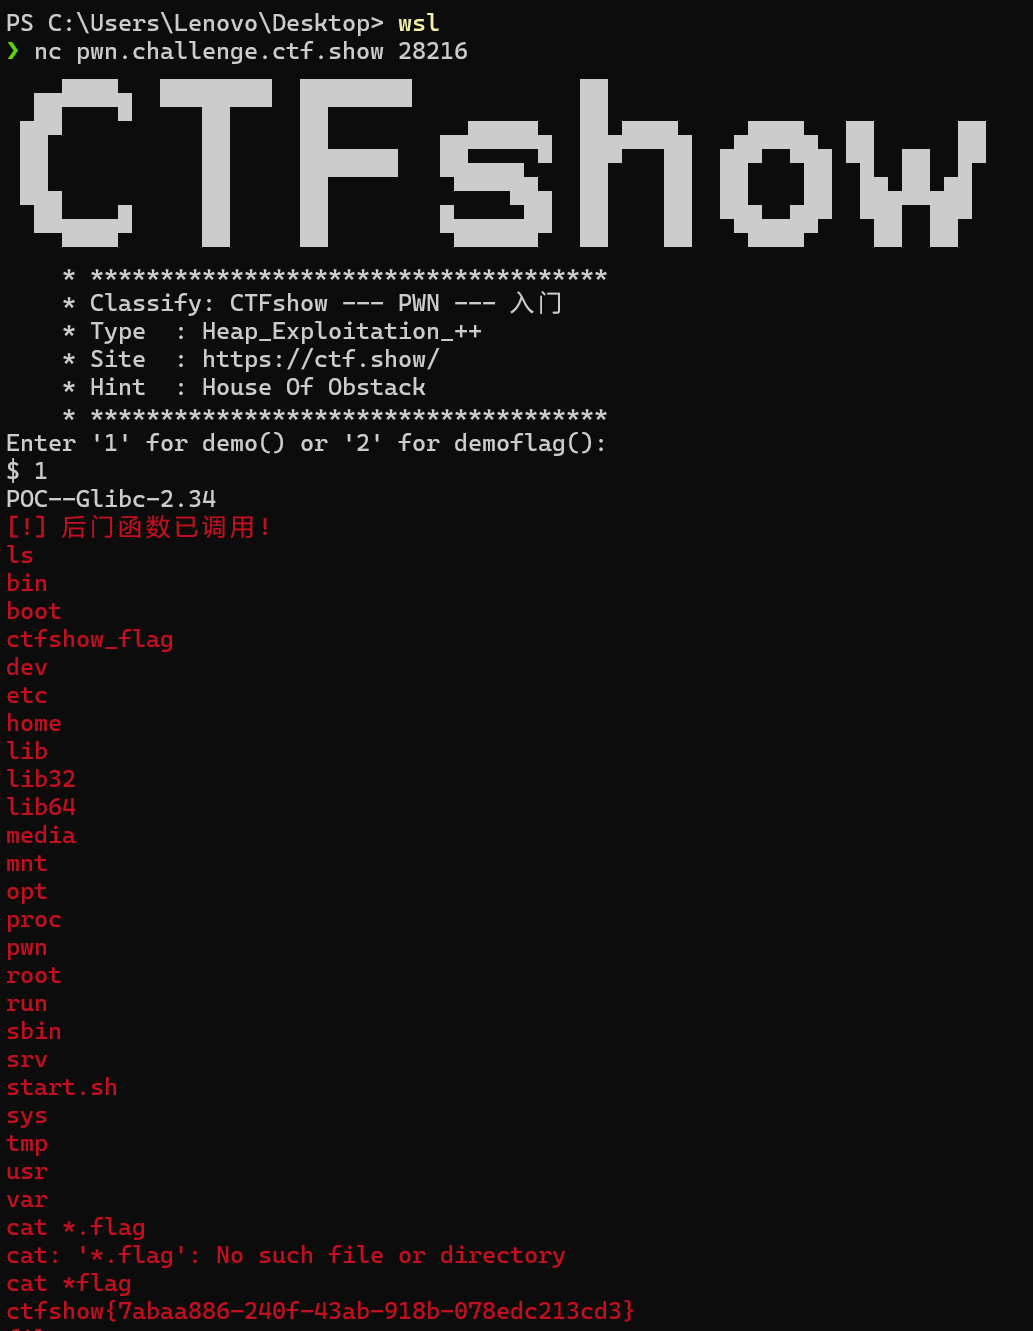 PS C:\Users\Lenovo\Desktop> wsl
❯ nc pwn.challenge.ctf.show 28216
CTFshow
* *************************************
* Classify: CTFshow --- PWN --- 入门
* Type  : Heap_Exploitation_++
* Site  : https://ctf.show/
* Hint  : House Of Obstack
* *************************************
Enter '1' for demo() or '2' for demoflag():
$ 1
POC--Glibc-2.34
[!] 后门函数已调用!
ls
bin
boot
ctfshow_flag
dev
etc
home
lib
lib32
lib64
media
mnt
opt
proc
pwn
root
run
sbin
srv
start.sh
sys
tmp
usr
var
cat *.flag
cat: '*.flag': No such file or directory
cat *flag
ctfshow{7abaa886-240f-43ab-918b-078edc213cd3}